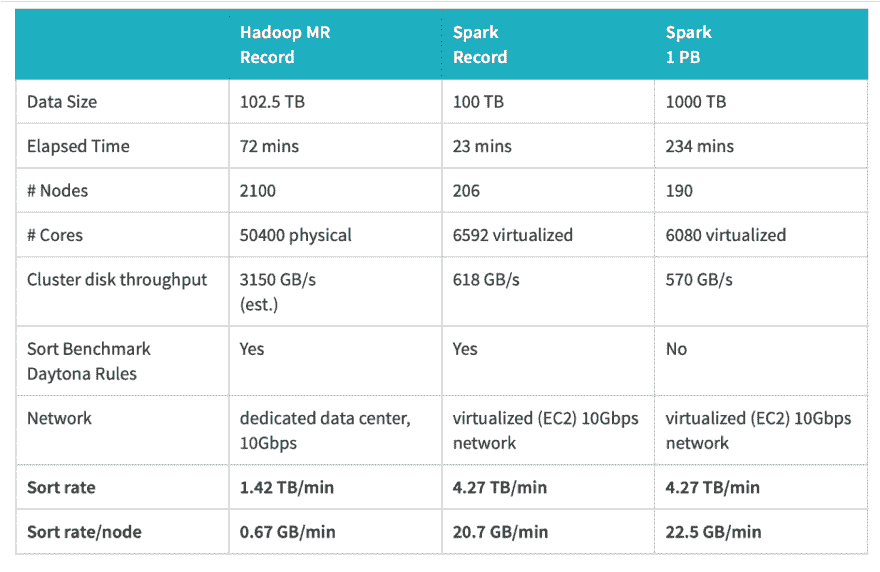 Hadoop MR Record	Spark Record	Spark 1 PB
Data Size	102.5 TB	100 TB	1000 TB
Elapsed Time	72 mins	23 mins	234 mins
# Nodes	2100	206	190
# Cores	50400 physical	6592 virtualized	6080 virtualized
Cluster disk throughput	3150 GB/s (est.)	618 GB/s	570 GB/s
Sort Benchmark Daytona Rules	Yes	Yes	No
Network	dedicated data center, 10Gbps	virtualized (EC2) 10Gbps network	virtualized (EC2) 10Gbps network
Sort rate	1.42 TB/min	4.27 TB/min	4.27 TB/min
Sort rate/node	0.67 GB/min	20.7 GB/min	22.5 GB/min